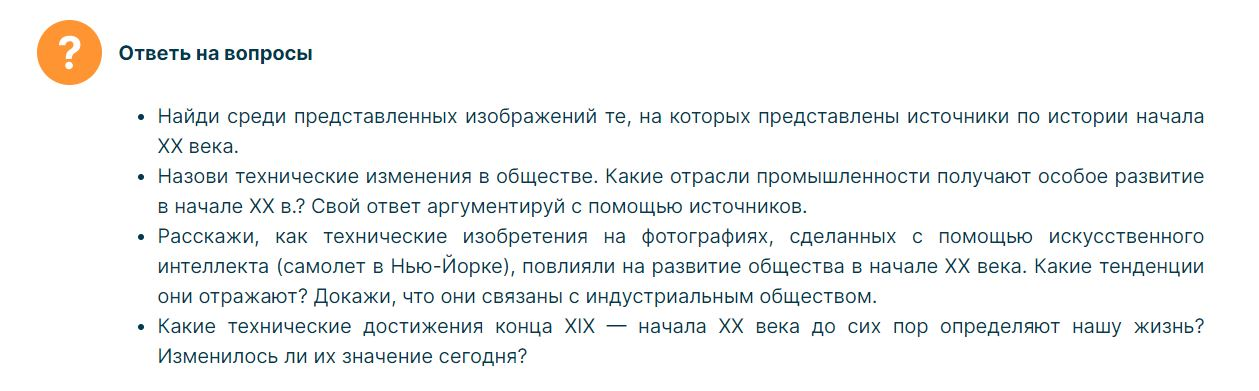 ?
Ответь на вопросы
• Найди среди представленных изображений те, на которых представлены источники по истории начала
XX века.
• Назови технические изменения в обществе. Какие отрасли промышленности получают особое развитие
в начале XX в.? Свой ответ аргументируй с помощью источников.
• Расскажи, как технические изобретения на фотографиях, сделанных с помощью искусственного
интеллекта (самолет в Нью-Йорке), повлияли на развитие общества в начале XX века. Какие тенденции
они отражают? Докажи, что они связаны с индустриальным обществом.
• Какие технические достижения конца XIX — начала XX века до сих пор определяют нашу жизнь?
Изменилось ли их значение сегодня?